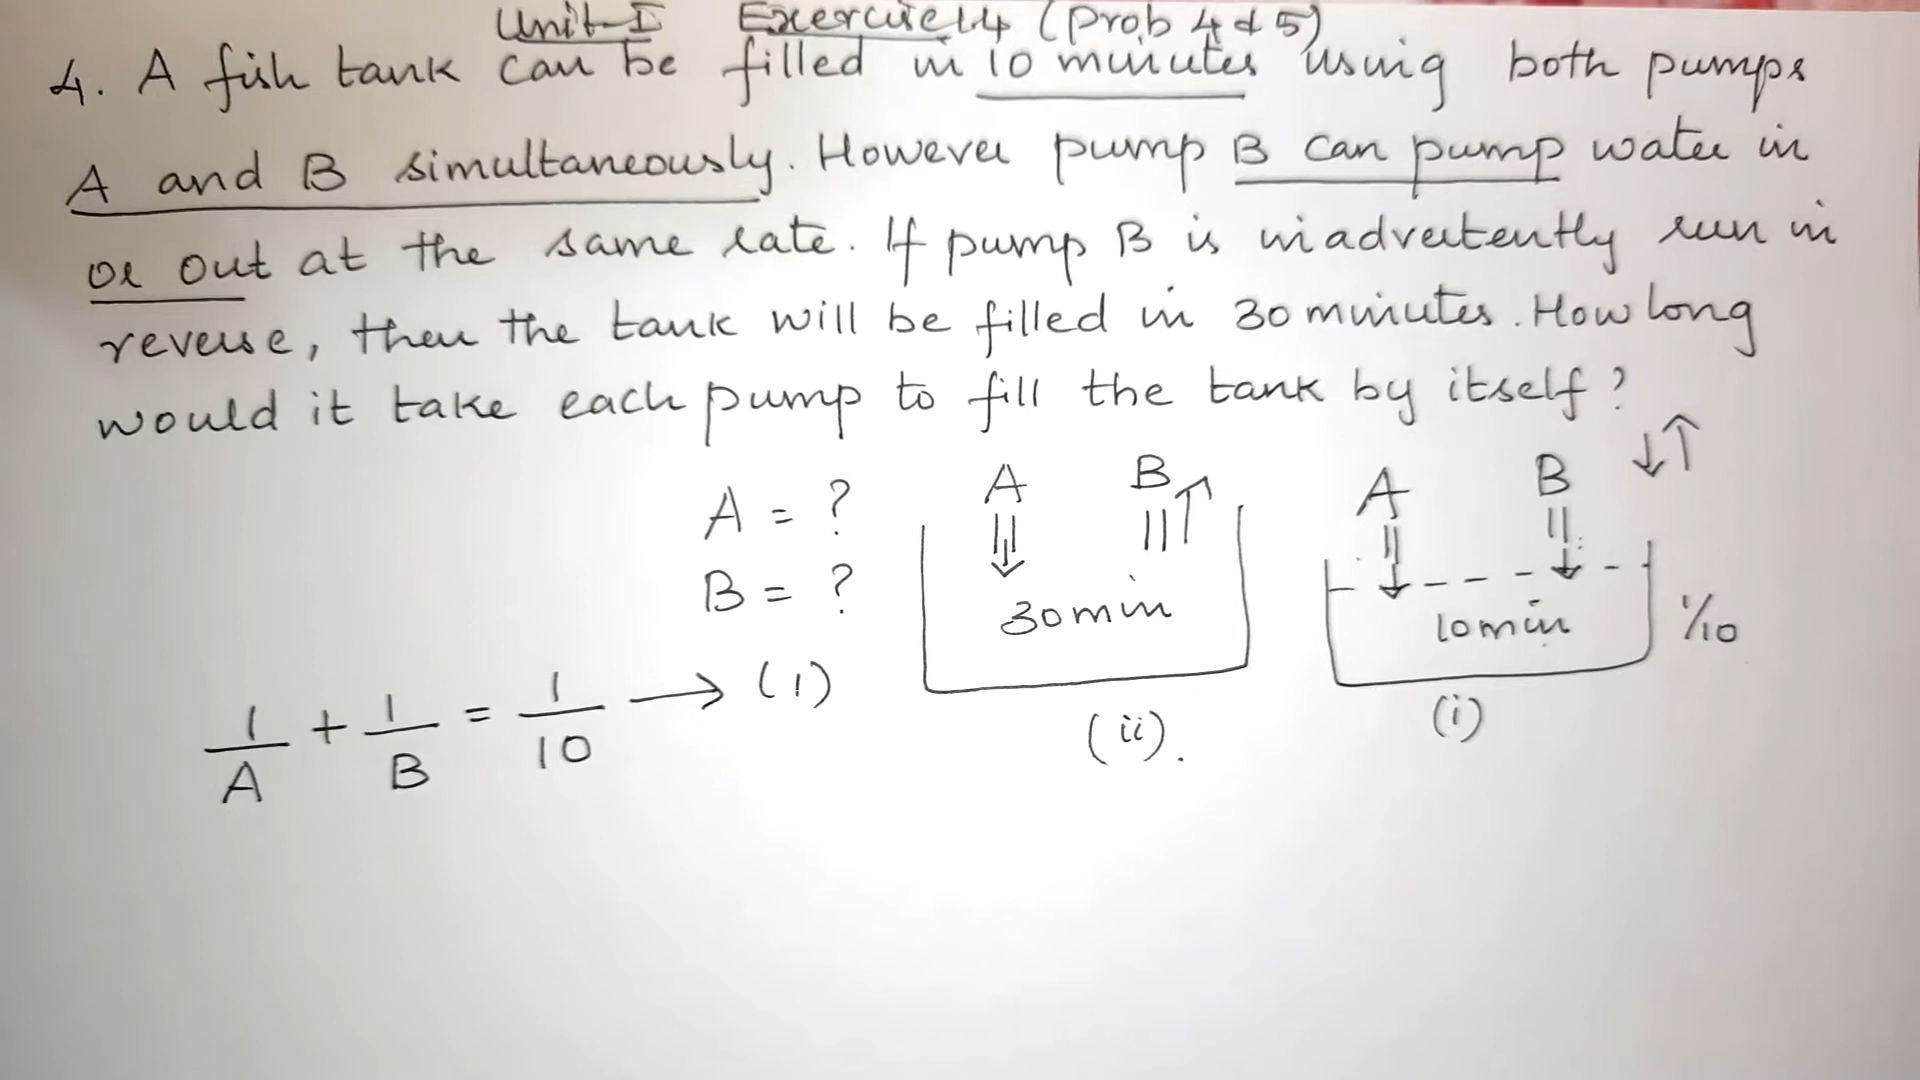 Unit-I Exercise 1.4 (Prob 4 & 5)
4. A fish tank can be filled in 10 minutes using both pumps
A and B simultaneously. However pump B can pump water in
or out at the same rate. If pump B is inadvertently run in
reverse, then the tank will be filled in 30 minutes. How long
would it take each pump to fill the tank by itself?
A = ?
B = ?
A B
30 min
(ii).
A B ↓↑
10 min 1/10
(i)
1/A + 1/B = 1/10 → (1)